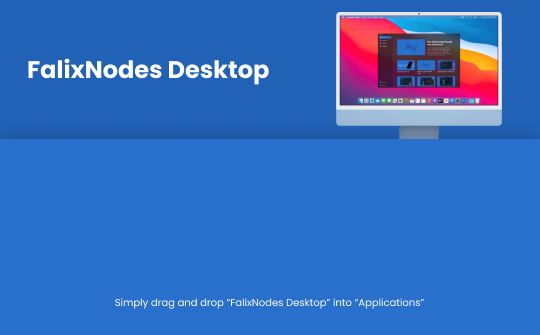 FalixNodes Desktop
Simply drag and drop “FalixNodes Desktop” into “Applications”